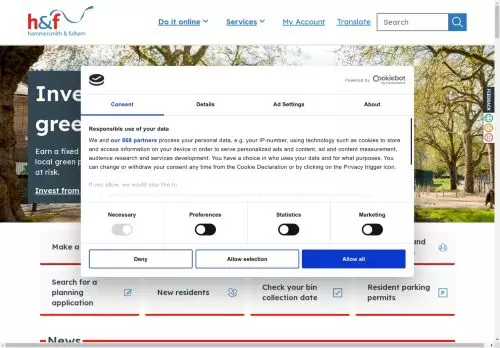 h&f
hammersmith & fulham
Do it online
Services
My Account
Translate
Search
FEEDBACK
Inves
gree
Earn a fixed
local green p
at risk.
Invest from
Powered by Cookiebot
Consent
Details
Ad Settings
About
Responsible use of your data
We and our 868 partners process your personal data, e.g. your IP-number, using technology such as cookies to store
and access information on your device in order to serve personalized ads and content, ad and content measurement,
audience research and services development. You have a choice in who uses your data and for what purposes. You
can change or withdraw your consent any time from the Cookie Declaration or by clicking on the Privacy trigger icon.
If you allow, we would also like to:
Necessary
Preferences
Statistics
Marketing
Deny
Allow selection
Allow all
Make a
and
s
Search for a
planning
application
New residents
Check your bin
collection date
Resident parking
permits
News